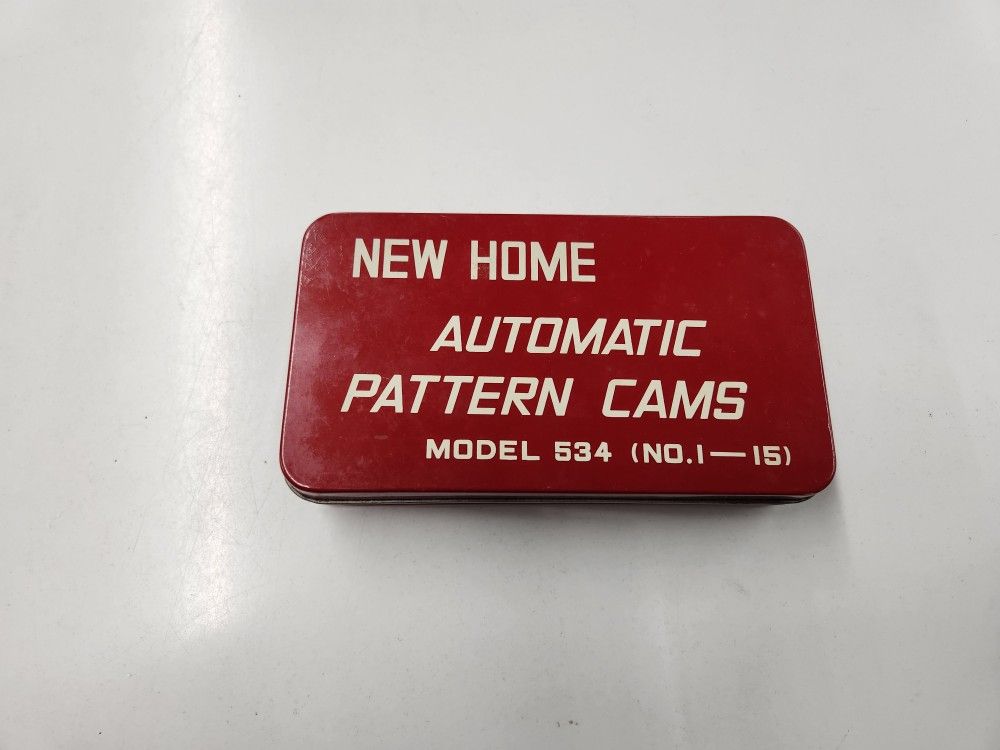 NEW HOME
AUTOMATIC
PATTERN CAMS
MODEL 534 (NO.1—15)